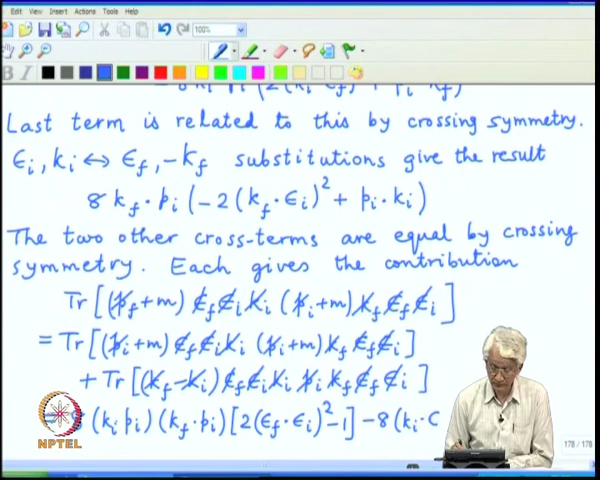 Edit View Insert Actions Tools Help
100%
B I
Last term is related to this by crossing symmetry.
ϵi, ki ↔ ϵf, -kf substitutions give the result
8 kf · pi (-2(kf · ϵi)² + pi · ki)
The two other cross-terms are equal by crossing
symmetry. Each gives the contribution
Tr[(p̸f+m) ϵ̸f ϵ̸i k̸i (p̸i+m) k̸f ϵ̸f ϵ̸i]
= Tr[(p̸i+m) ϵ̸f ϵ̸i k̸i (p̸i+m) k̸f ϵ̸f ϵ̸i]
+ Tr[(k̸f-k̸i) ϵ̸f ϵ̸i k̸i p̸i k̸f ϵ̸f ϵ̸i]
(ki pi) (kf · pi) [2(ϵf · ϵi)² -1] - 8 (ki ·
NPTEL
178 / 178